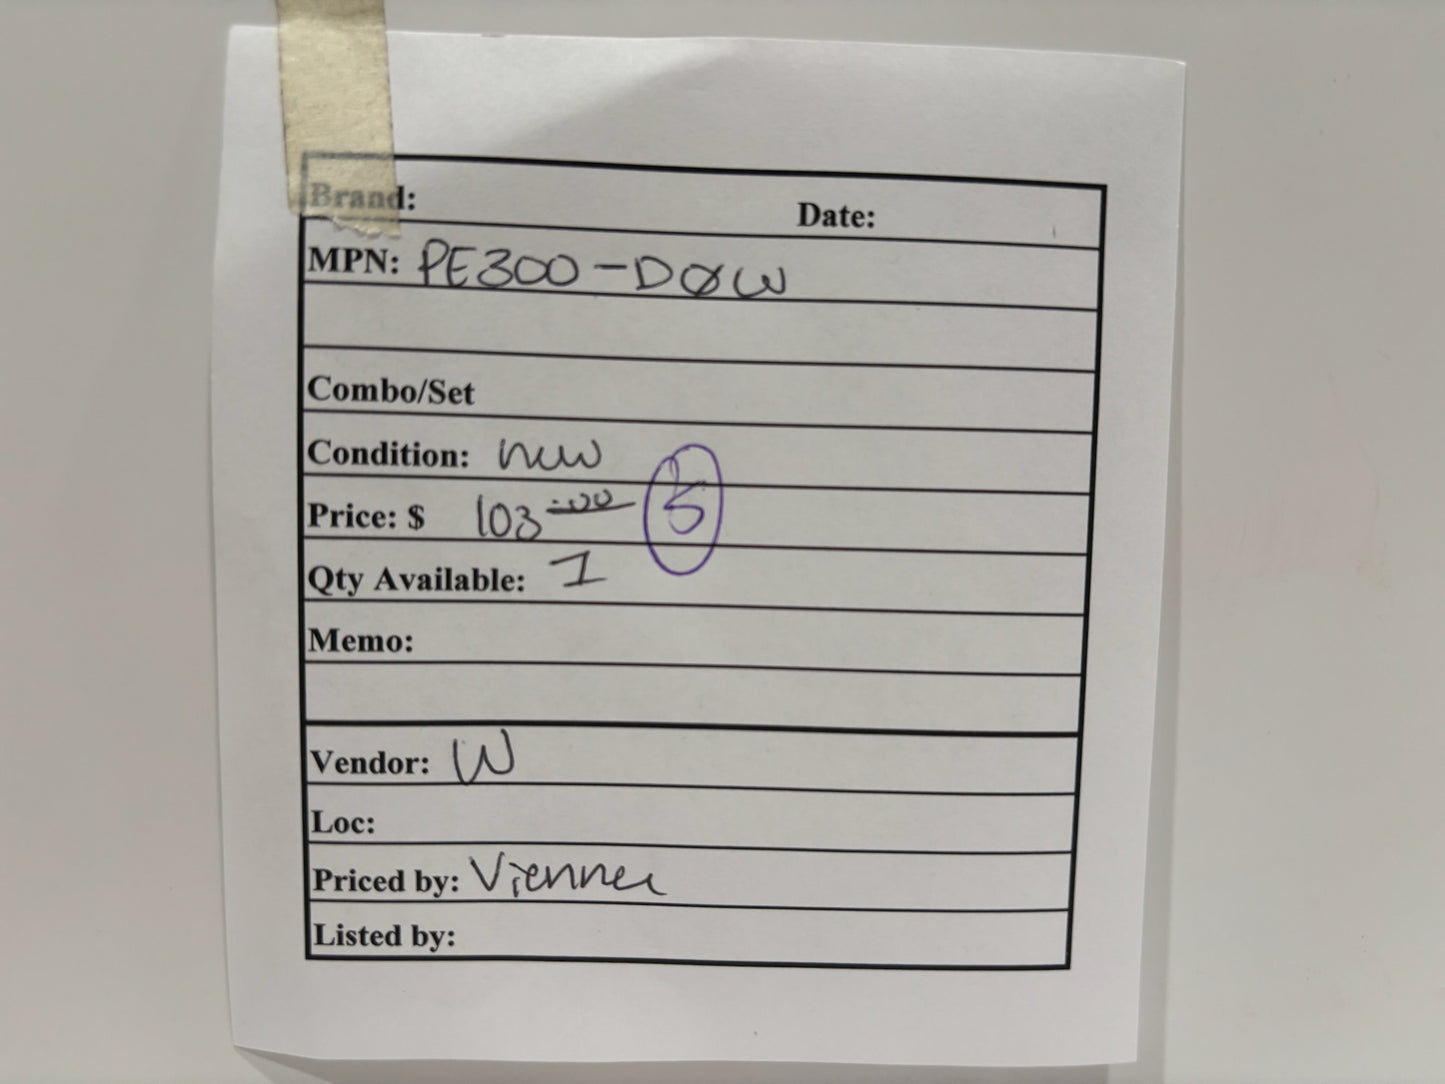 Brand: Date:
MPN: PE300-DØW
Combo/Set
Condition: new
Price: $ 103.00 5
Qty Available: 1
Memo:
Vendor: W
Loc:
Priced by: Vienna
Listed by: